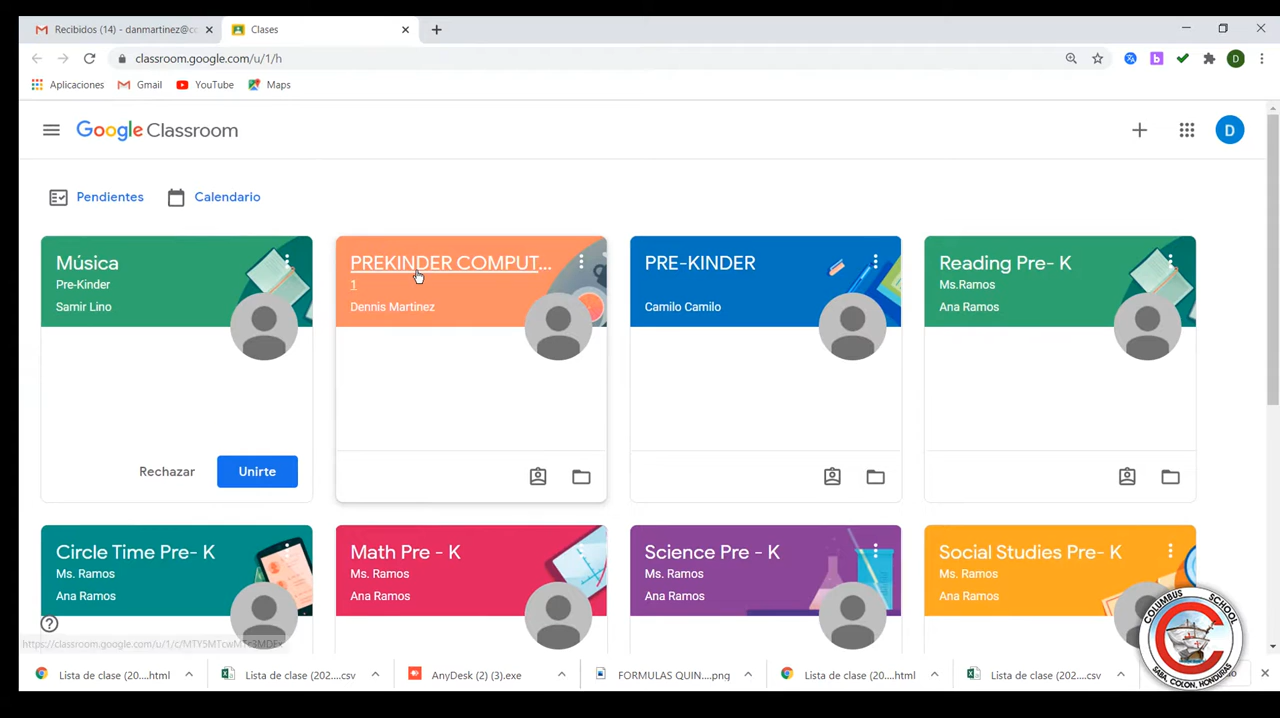 Recibidos (14) - danmartinez@c
Clases
classroom.google.com/u/1/h
D
Aplicaciones
Gmail
YouTube
Maps
Google Classroom
D
Pendientes
Calendario
Música
Pre-Kinder
Samir Lino
Rechazar
Unirte
PREKINDER COMPUT...
1
Dennis Martinez
PRE-KINDER
Camilo Camilo
Reading Pre- K
Ms.Ramos
Ana Ramos
Circle Time Pre- K
Ms. Ramos
Ana Ramos
Math Pre - K
Ms. Ramos
Ana Ramos
Science Pre - K
Ms. Ramos
Ana Ramos
Social Studies Pre- K
Ms. Ramos
Ana Ramos
COLUMBUS SCHOOL
C
SABA, COLON, HONDURAS
Lista de clase (20....html
Lista de clase (202....csv
AnyDesk (2) (3).exe
FORMULAS QUIN....png
Lista de clase (20....html
Lista de clase (202....csv